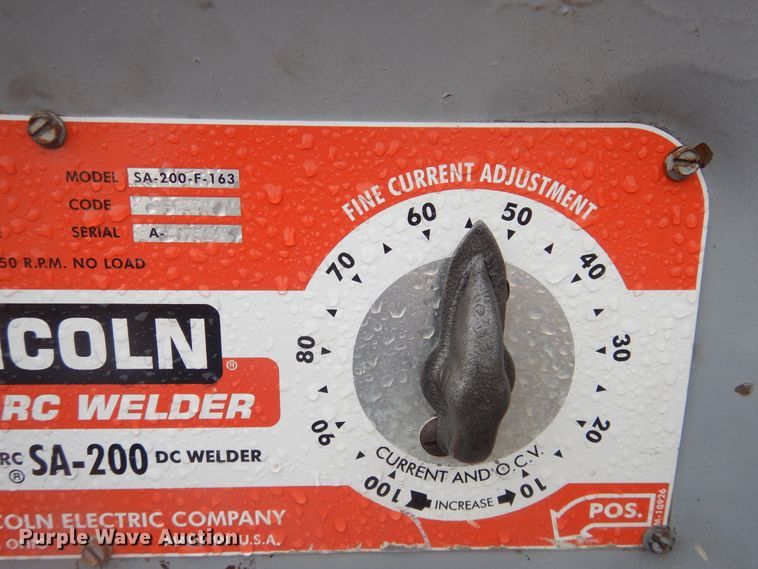 MODEL SA-200-F-163
CODE
SERIAL A-
50 R.P.M. NO LOAD
FINE CURRENT ADJUSTMENT
60 50
70 40
80 30
90 20
100 10
COLN ®
RC WELDER
RC ® SA-200 DC WELDER
CURRENT AND O.C.V.
INCREASE
POS.
M-10926
COLN ELECTRIC COMPANY
U.S.A.
Purple Wave Auction